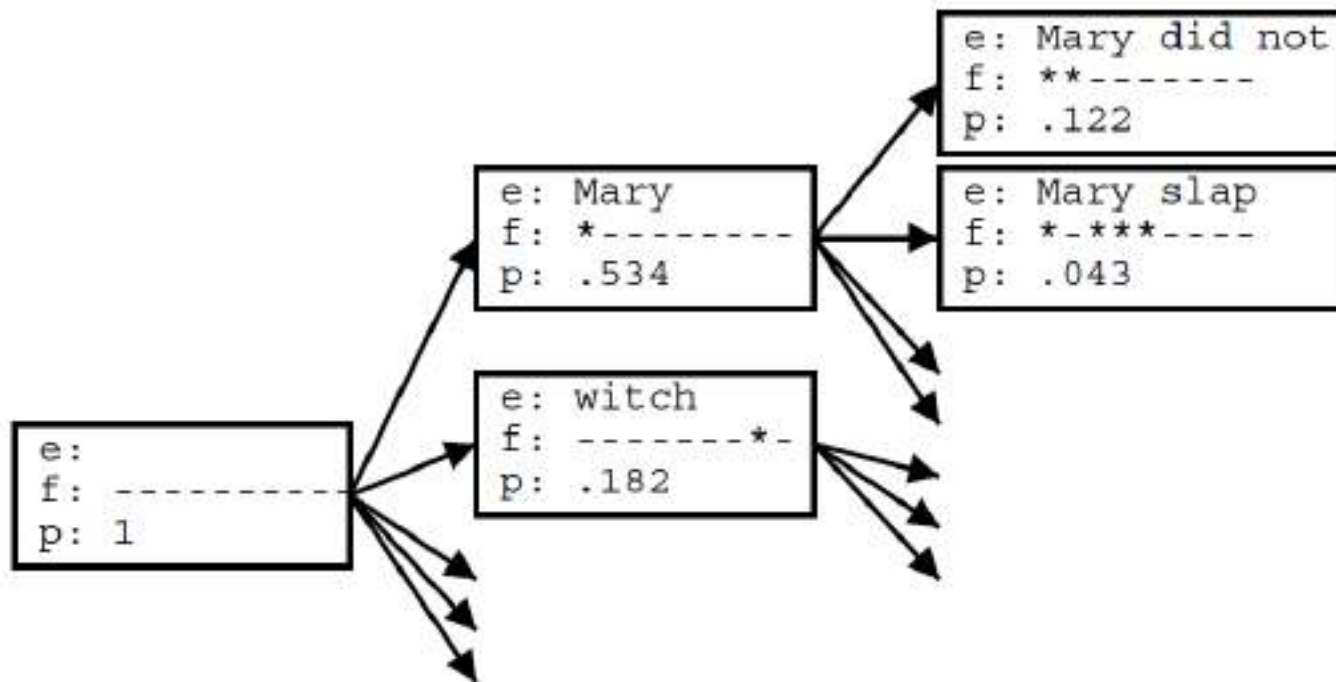 e:
f: ----------
p: 1
e: Mary
f: *--------
p: .534
e: witch
f: -------*-
p: .182
e: Mary did not
f: **-------
p: .122
e: Mary slap
f: *-***----
p: .043